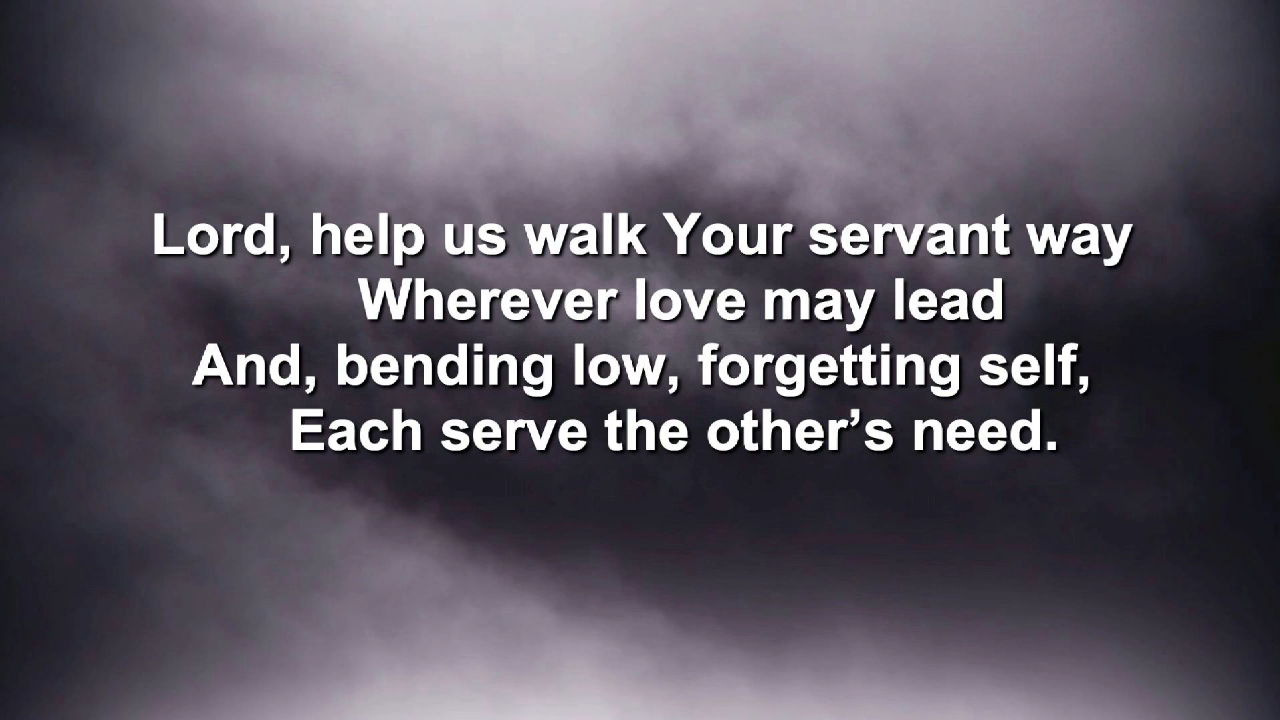 Lord, help us walk Your servant way
Wherever love may lead
And, bending low, forgetting self,
Each serve the other’s need.